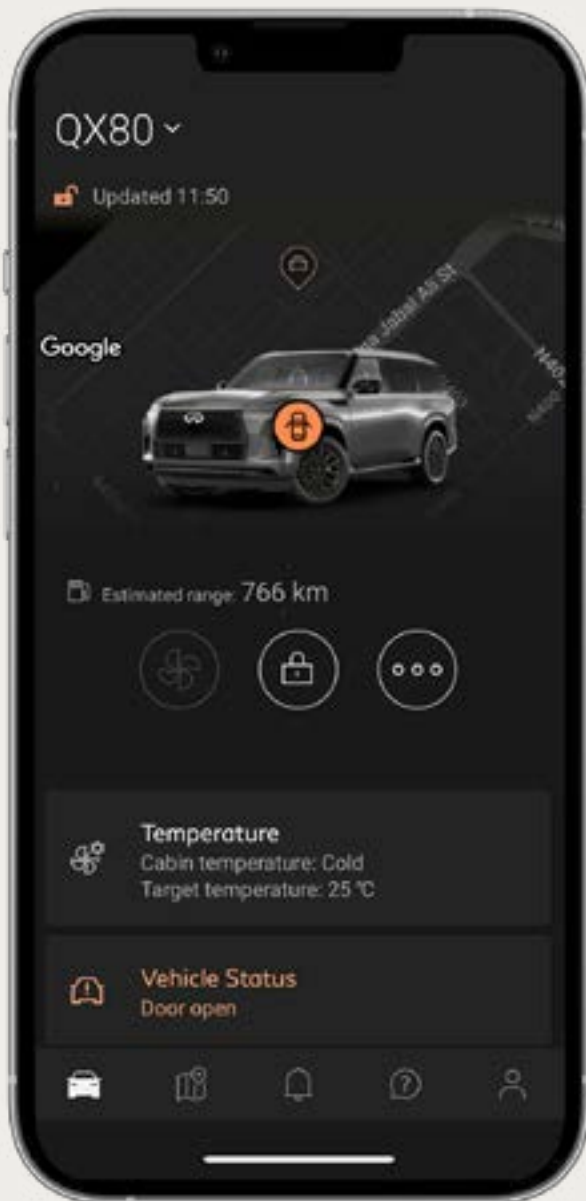 QX80
Updated 11:50
Jabal Ali St
Google
Estimated range: 766 km
Temperature
Cabin temperature: Cold
Target temperature: 25 °C
Vehicle Status
Door open